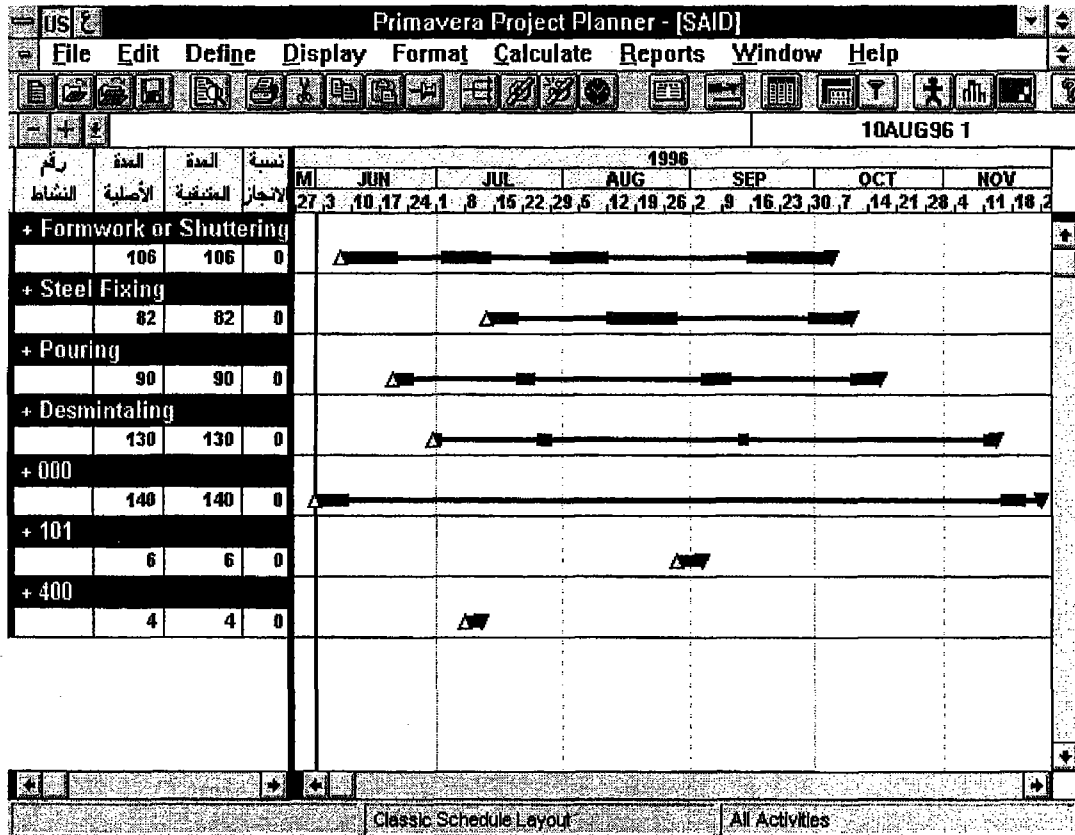 US ع Primavera Project Planner - [SAID]
File Edit Define Display Format Calculate Reports Window Help
10AUG96 1
رقم النشاط المدة الأصلية المدة المتبقية نسبة الانجاز
1996
M JUN JUL AUG SEP OCT NOV
27 3 10 17 24 1 8 15 22 29 5 12 19 26 2 9 16 23 30 7 14 21 28 4 11 18 2
+ Formwork or Shuttering
106 106 0
+ Steel Fixing
82 82 0
+ Pouring
90 90 0
+ Desmintaling
130 130 0
+ 000
140 140 0
+ 101
6 6 0
+ 400
4 4 0
Classic Schedule Layout All Activities